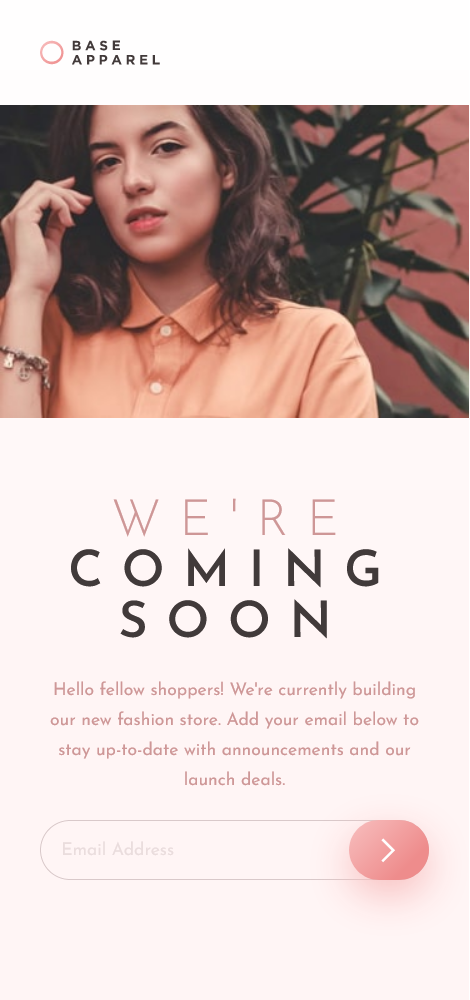 BASE
APPAREL
WE'RE
COMING
SOON
Hello fellow shoppers! We're currently building
our new fashion store. Add your email below to
stay up-to-date with announcements and our
launch deals.
Email Address